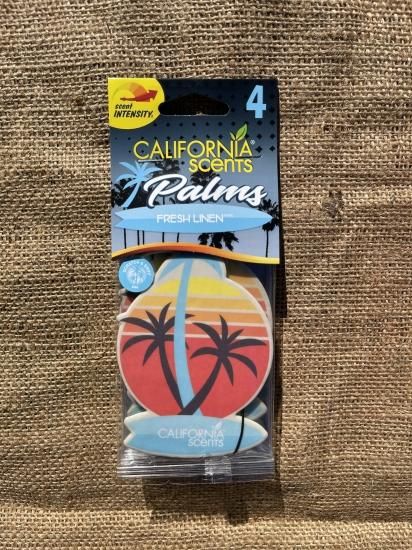 scent
INTENSITY.
4
CALIFORNIA®
Scents
Palms
FRESH LINEN
CALIFORNIA®
Scents